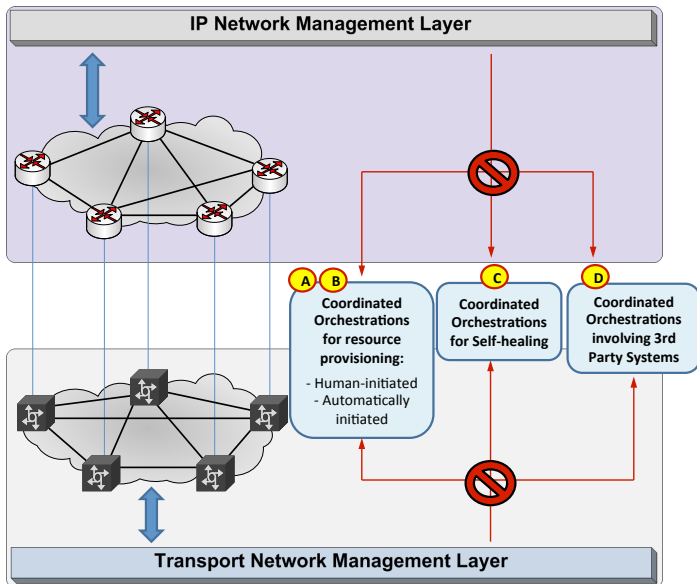 IP Network Management Layer
A
B
C
D
Coordinated
Orchestrations
for resource
provisioning:
- Human-initiated
- Automatically
initiated
Coordinated
Orchestrations
for Self-healing
Coordinated
Orchestrations
involving 3rd
Party Systems
Transport Network Management Layer